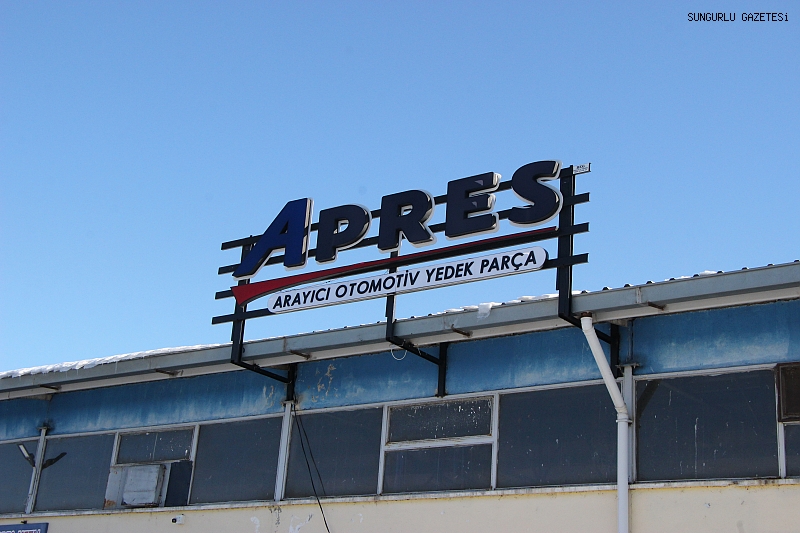 SUNGURLU GAZETESi
APRES
ARAYICI OTOMOTİV YEDEK PARÇA